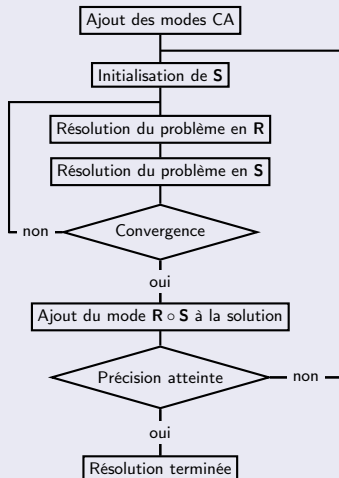 Ajout des modes CA
Initialisation de S
Résolution du problème en R
Résolution du problème en S
non
Convergence
oui
Ajout du mode R ∘ S à la solution
Précision atteinte
non
oui
Résolution terminée